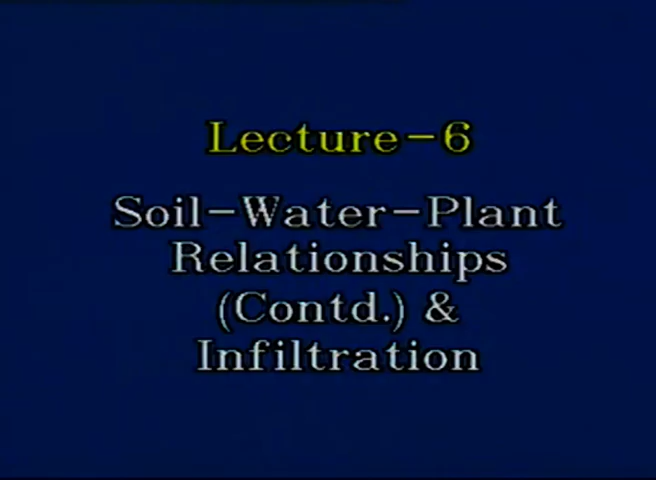 Lecture-6
Soil-Water-Plant
Relationships
(Contd.) &
Infiltration